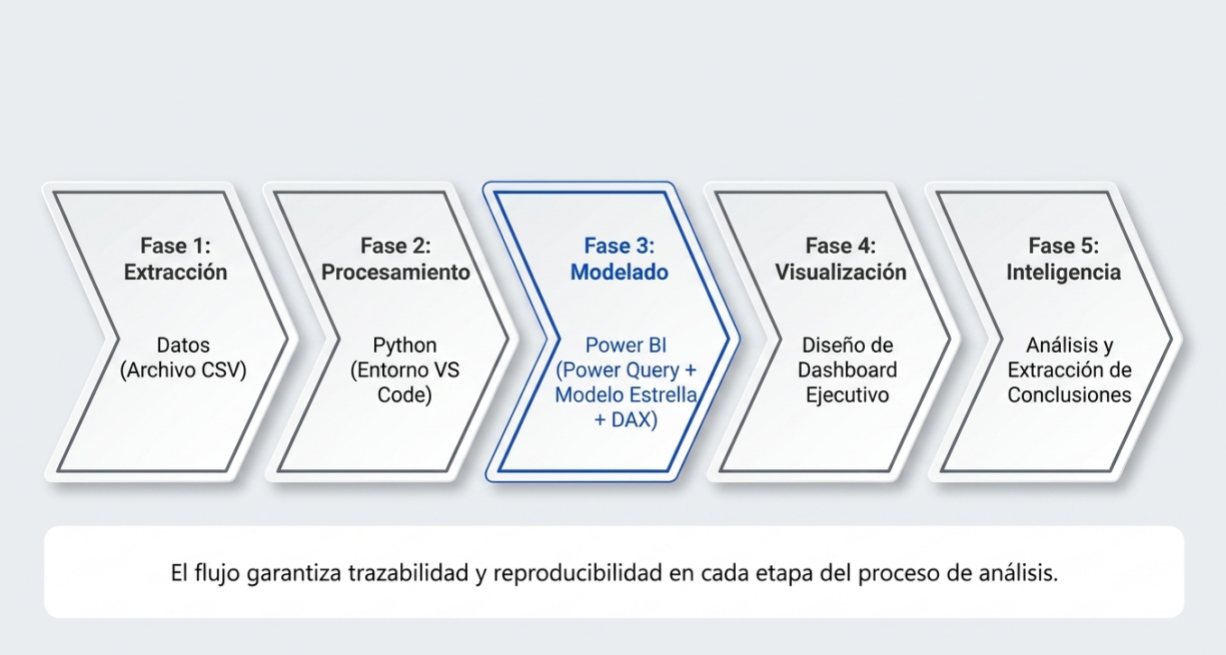 Fase 1:
Extracción
Datos
(Archivo CSV)
Fase 2:
Procesamiento
Python
(Entorno VS
Code)
Fase 3:
Modelado
Power BI
(Power Query +
Modelo Estrella
+ DAX)
Fase 4:
Visualización
Diseño de
Dashboard
Ejecutivo
Fase 5:
Inteligencia
Análisis y
Extracción de
Conclusiones
El flujo garantiza trazabilidad y reproducibilidad en cada etapa del proceso de análisis.